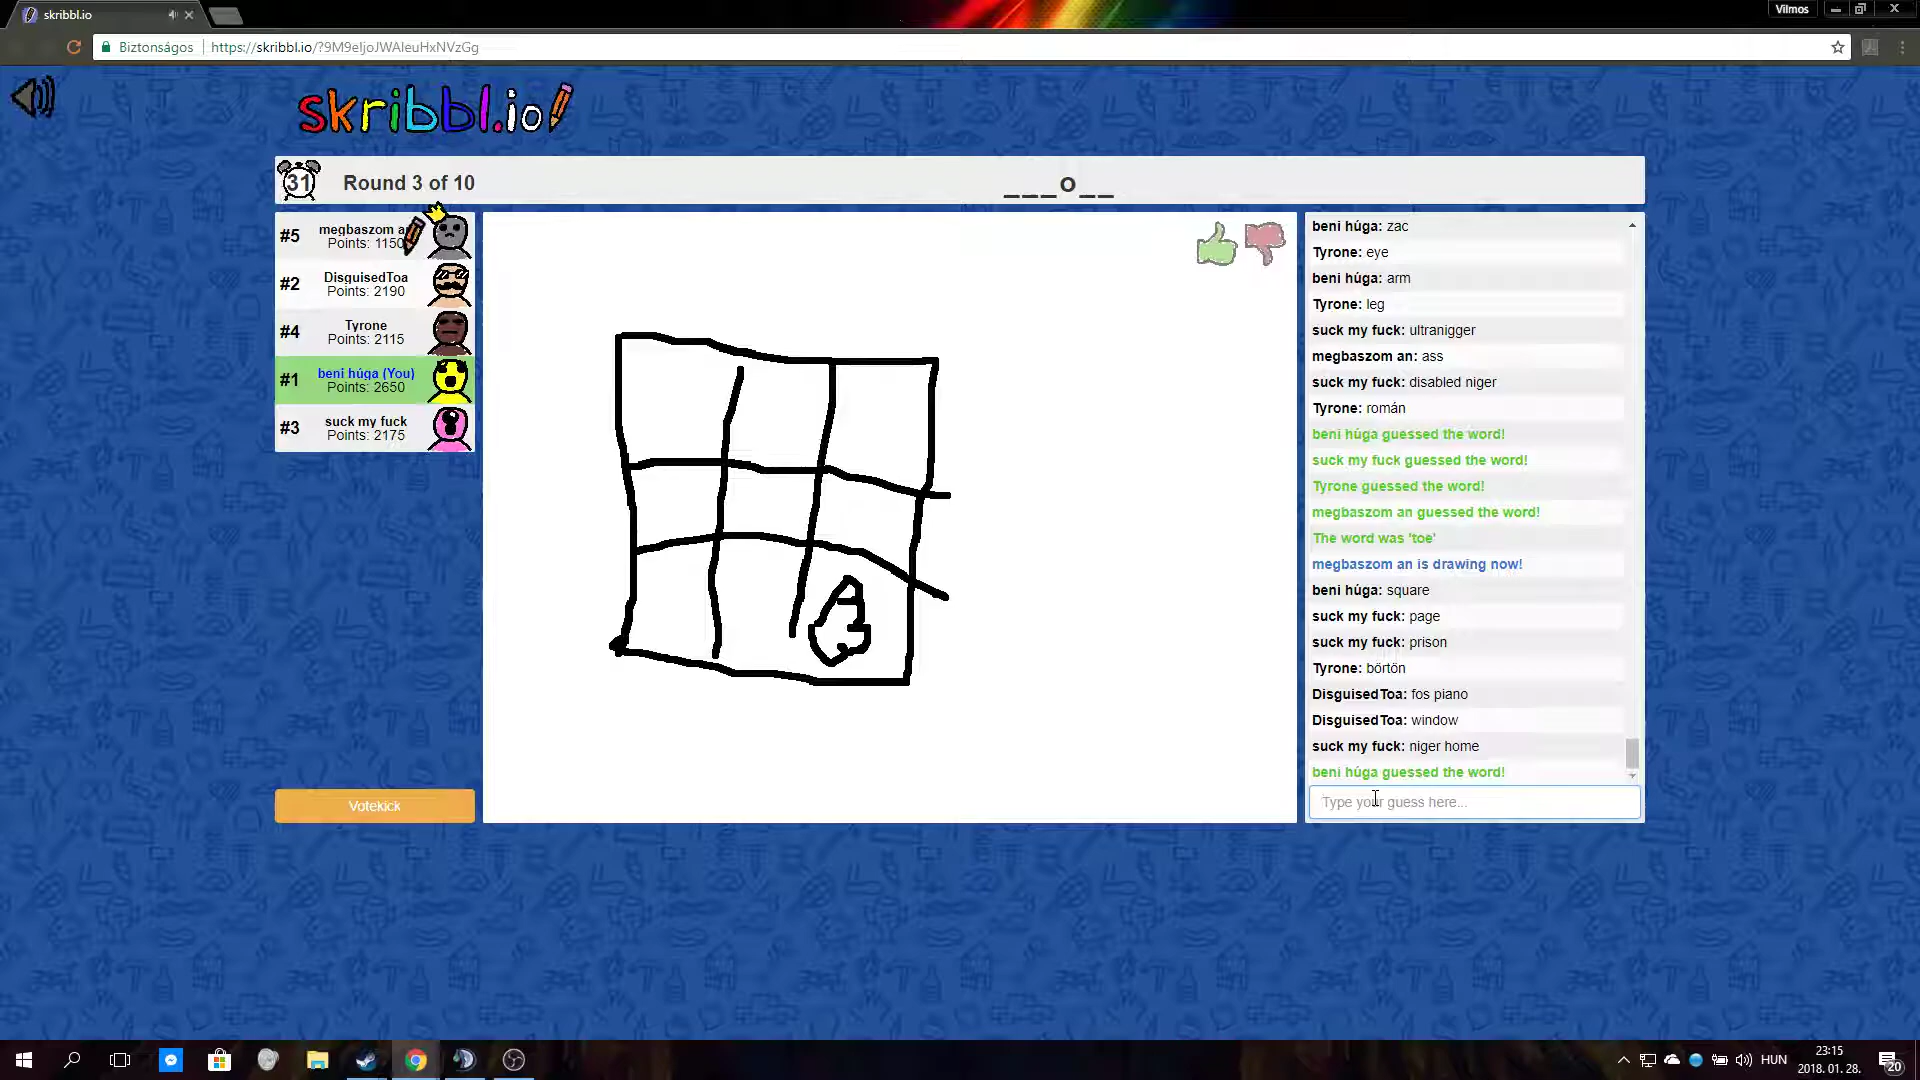 skribbl.io
Vilmos
Biztonságos
https://skribbl.io/?9M9eljoJWAleuHxNVzGg
skribbl.io
31
Round 3 of 10
___o__
#5
megbaszom a
Points: 1150
#2
DisguisedToa
Points: 2190
#4
Tyrone
Points: 2115
#1
beni húga (You)
Points: 2650
#3
suck my fuck
Points: 2175
Votekick
beni húga: zac
Tyrone: eye
beni húga: arm
Tyrone: leg
suck my fuck: ultranigger
megbaszom an: ass
suck my fuck: disabled niger
Tyrone: román
beni húga guessed the word!
suck my fuck guessed the word!
Tyrone guessed the word!
megbaszom an guessed the word!
The word was 'toe'
megbaszom an is drawing now!
beni húga: square
suck my fuck: page
suck my fuck: prison
Tyrone: börtön
DisguisedToa: fos piano
DisguisedToa: window
suck my fuck: niger home
beni húga guessed the word!
Type your guess here...
HUN
23:15
2018. 01. 28.
20